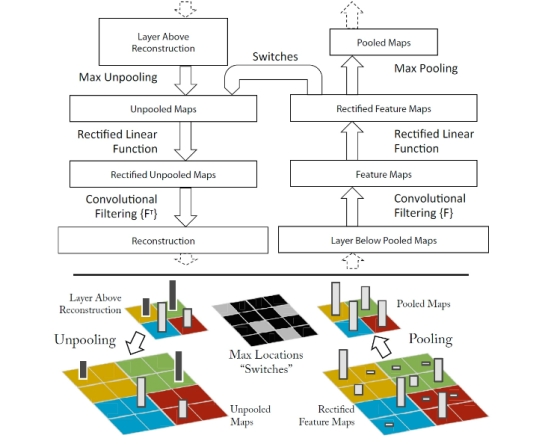 Layer Above
Reconstruction
Pooled Maps
Switches
Max Unpooling
Max Pooling
Unpooled Maps
Rectified Feature Maps
Rectified Linear
Function
Rectified Linear
Function
Rectified Unpooled Maps
Feature Maps
Convolutional
Filtering {Fᵀ}
Convolutional
Filtering {F}
Reconstruction
Layer Below Pooled Maps
Layer Above
Reconstruction
Pooled Maps
Unpooling
Pooling
Max Locations
“Switches”
Unpooled
Maps
Rectified
Feature Maps